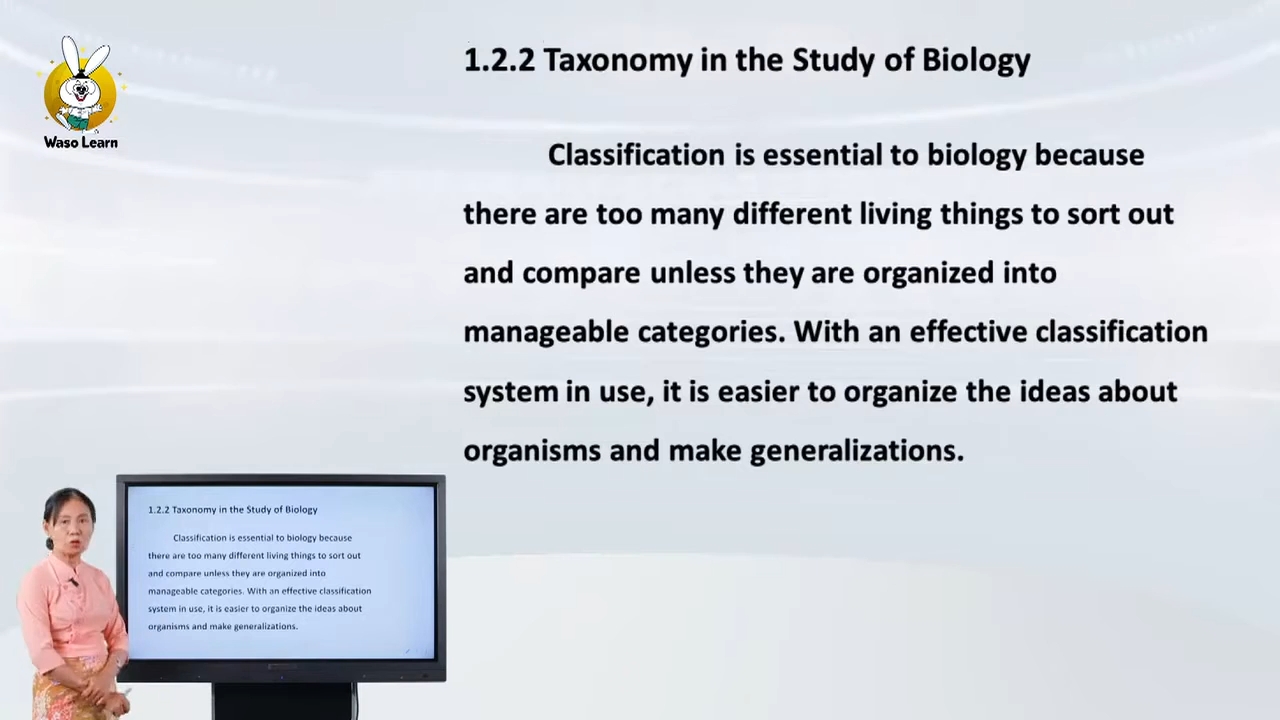 Waso Learn
1.2.2 Taxonomy in the Study of Biology
Classification is essential to biology because
there are too many different living things to sort out
and compare unless they are organized into
manageable categories. With an effective classification
system in use, it is easier to organize the ideas about
organisms and make generalizations.
1.2.2 Taxonomy in the Study of Biology
Classification is essential to biology because
there are too many different living things to sort out
and compare unless they are organized into
manageable categories. With an effective classification
system in use, it is easier to organize the ideas about
organisms and make generalizations.